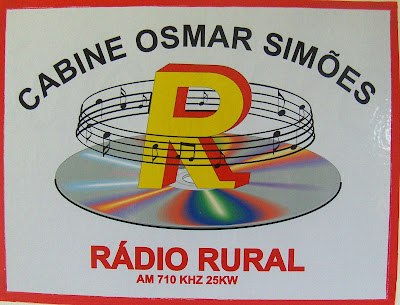 CABINE OSMAR SIMÕES
R
RÁDIO RURAL
AM 710 KHZ 25KW